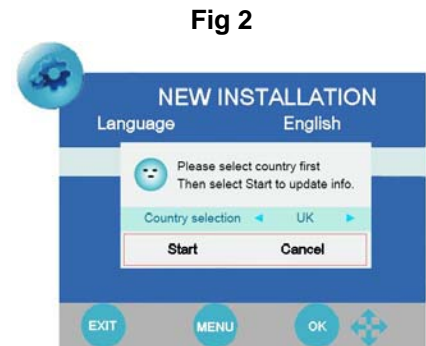 Fig 2
NEW INSTALLATION
Language English
Please select country first
Then select Start to update info.
Country selection UK
Start Cancel
EXIT MENU OK